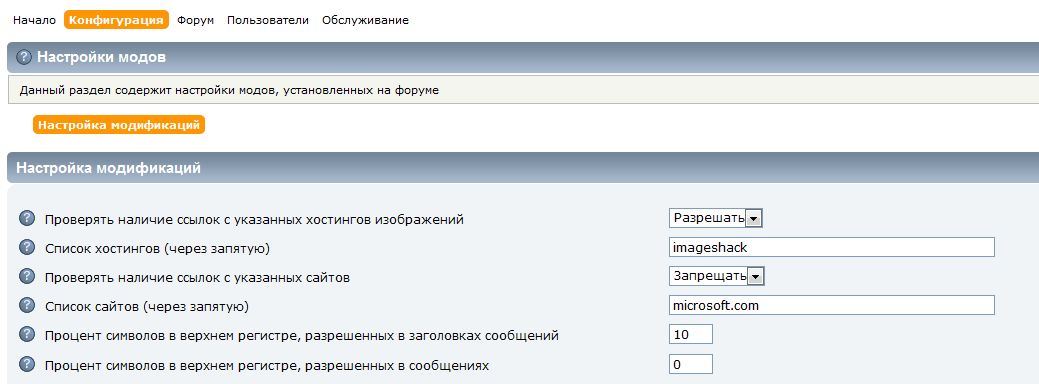 Начало Конфигурация Форум Пользователи Обслуживание
? Настройки модов
Данный раздел содержит настройки модов, установленных на форуме
Настройка модификаций
Настройка модификаций
? Проверять наличие ссылок с указанных хостингов изображений Разрешать
? Список хостингов (через запятую) imageshack
? Проверять наличие ссылок с указанных сайтов Запрещать
? Список сайтов (через запятую) microsoft.com
? Процент символов в верхнем регистре, разрешенных в заголовках сообщений 10
? Процент символов в верхнем регистре, разрешенных в сообщениях 0